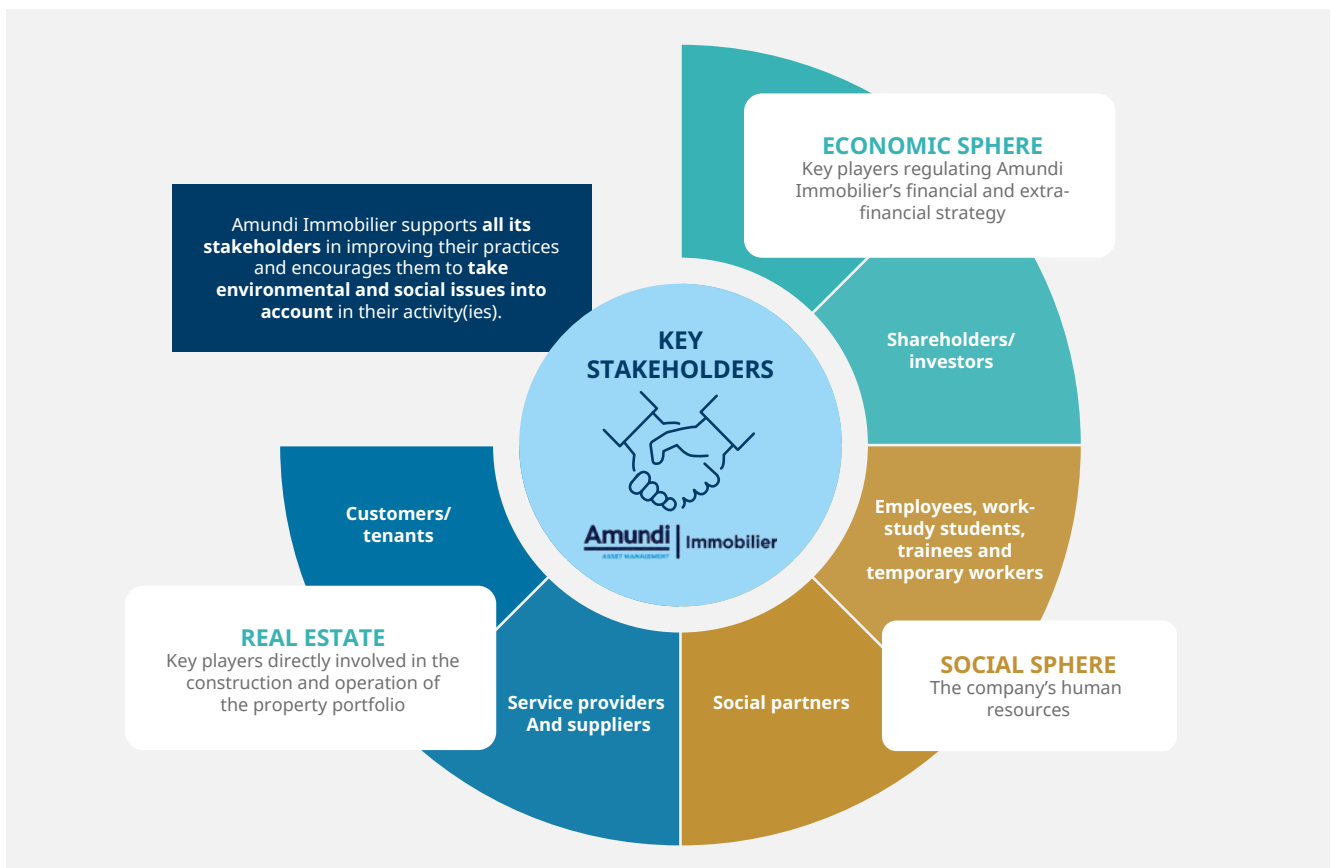 ECONOMIC SPHERE
Key players regulating Amundi
Immobilier’s financial and extra-
financial strategy
Amundi Immobilier supports all its
stakeholders in improving their practices
and encourages them to take
environmental and social issues into
account in their activity(ies).
KEY
STAKEHOLDERS
Amundi
ASSET MANAGEMENT
Immobilier
Shareholders/
investors
Employees, work-
study students,
trainees and
temporary workers
SOCIAL SPHERE
The company’s human
resources
Social partners
Service providers
And suppliers
REAL ESTATE
Key players directly involved in the
construction and operation of
the property portfolio
Customers/
tenants